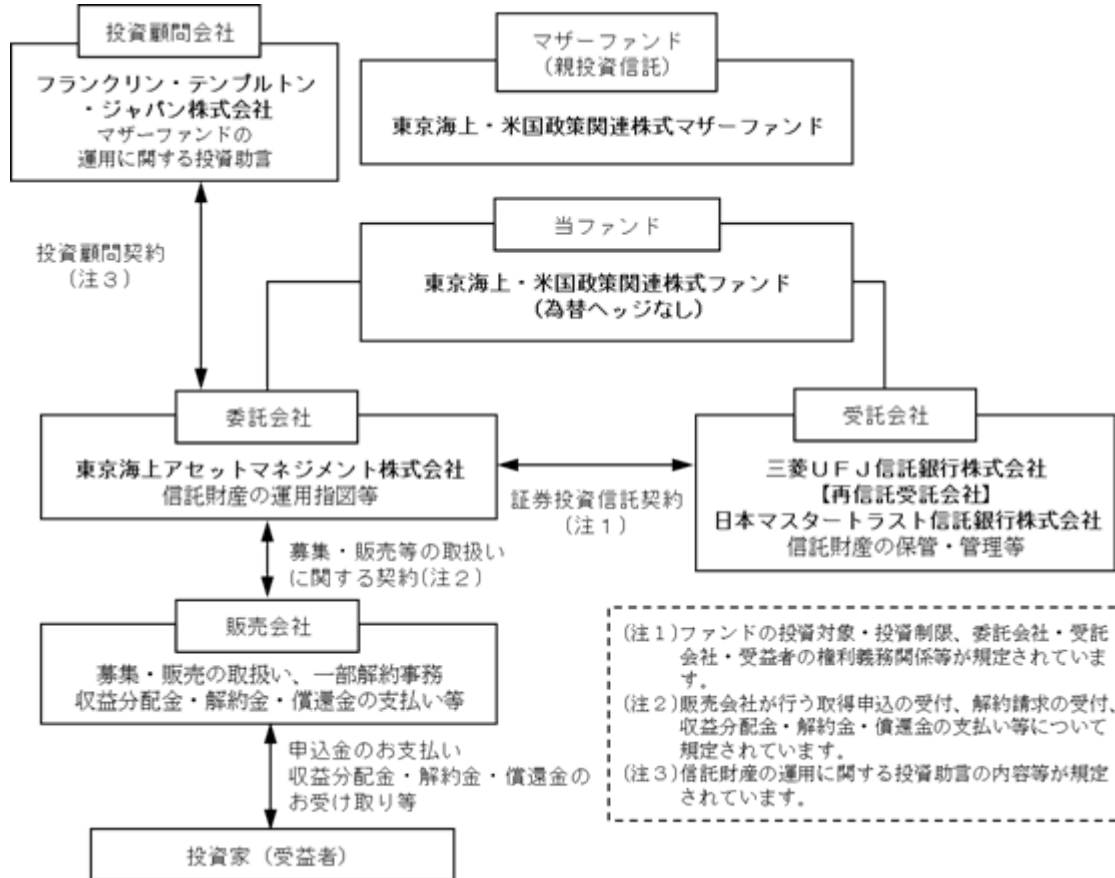 投資顧問会社
フランクリン・テンプルトン
・ジャパン株式会社
マザーファンドの
運用に関する投資助言
マザーファンド
(親投資信託)
東京海上・米国政策関連株式マザーファンド
投資顧問契約
(注3)
当ファンド
東京海上・米国政策関連株式ファンド
(為替ヘッジなし)
委託会社
東京海上アセットマネジメント株式会社
信託財産の運用指図等
証券投資信託契約
(注1)
受託会社
三菱UFJ信託銀行株式会社
【再信託受託会社】
日本マスタートラスト信託銀行株式会社
信託財産の保管・管理等
募集・販売等の取扱い
に関する契約(注2)
販売会社
募集・販売の取扱い、一部解約事務
収益分配金・解約金・償還金の支払い等
申込金のお支払い
収益分配金・解約金・償還金の
お受け取り等
投資家(受益者)
(注1)ファンドの投資対象・投資制限、委託会社・受託
会社・受益者の権利義務関係等が規定されていま
す。
(注2)販売会社が行う取得申込の受付、解約請求の受付、
収益分配金・解約金・償還金の支払い等について
規定されています。
(注3)信託財産の運用に関する投資助言の内容等が規定
されています。